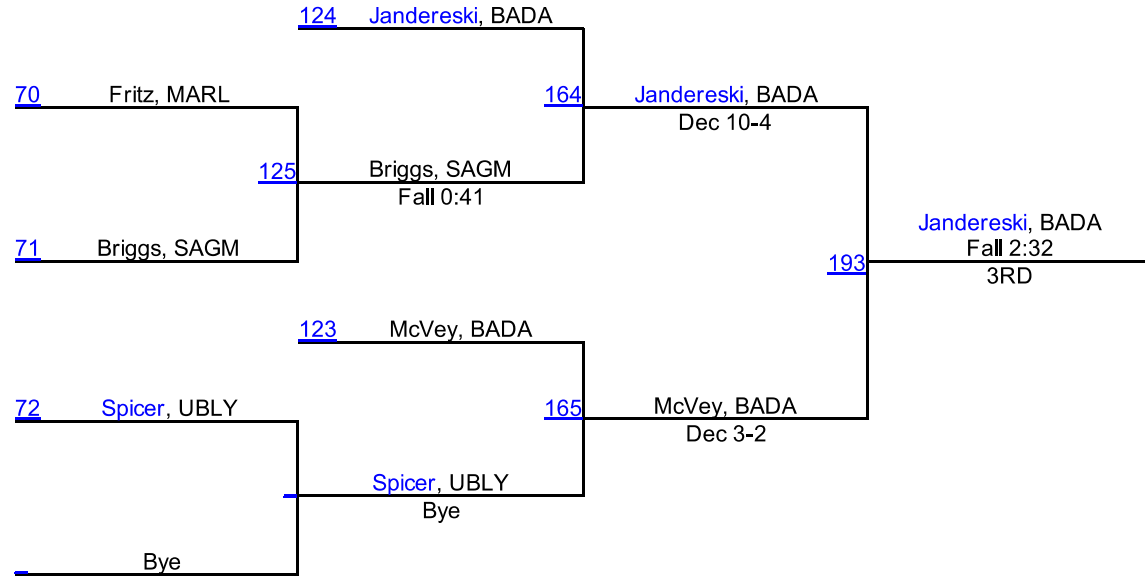 124 Jandereski, BADA
70 Fritz, MARL
164 Jandereski, BADA
Dec 10-4
125 Briggs, SAGM
Fall 0:41
71 Briggs, SAGM
Jandereski, BADA
193 Fall 2:32
3RD
123 McVey, BADA
72 Spicer, UBLY
165 McVey, BADA
Dec 3-2
Spicer, UBLY
Bye
Bye